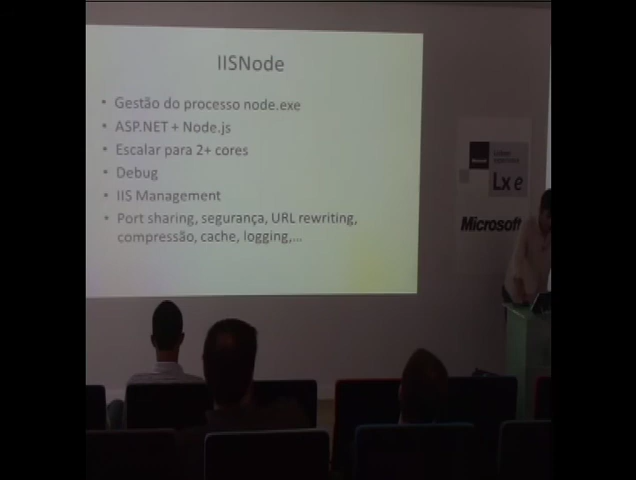 IISNode
• Gestão do processo node.exe
• ASP.NET + Node.js
• Escalar para 2+ cores
• Debug
• IIS Management
• Port sharing, segurança, URL rewriting,
compressão, cache, logging,...
Lx e
Microsoft